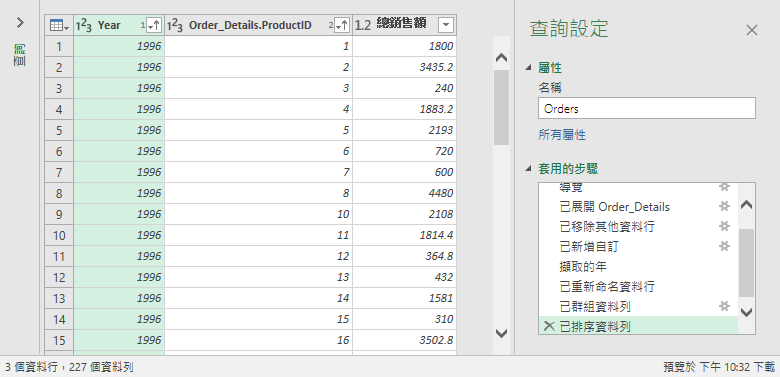 查詢
1²3 Year 1 1²3 Order_Details.ProductID 2 1.2 總銷售額
1 1996 1 1800
2 1996 2 3435.2
3 1996 3 240
4 1996 4 1883.2
5 1996 5 2193
6 1996 6 720
7 1996 7 600
8 1996 8 4480
9 1996 10 2108
10 1996 11 1814.4
11 1996 12 364.8
12 1996 13 432
13 1996 14 1581
14 1996 15 310
15 1996 16 3502.8
查詢設定
屬性
名稱
Orders
所有屬性
套用的步驟
導覽
已展開 Order_Details
已移除其他資料行
已新增自訂
擷取的年
已重新命名資料行
已群組資料列
已排序資料列
3 個資料行，227 個資料列
預覽於 下午 10:32 下載